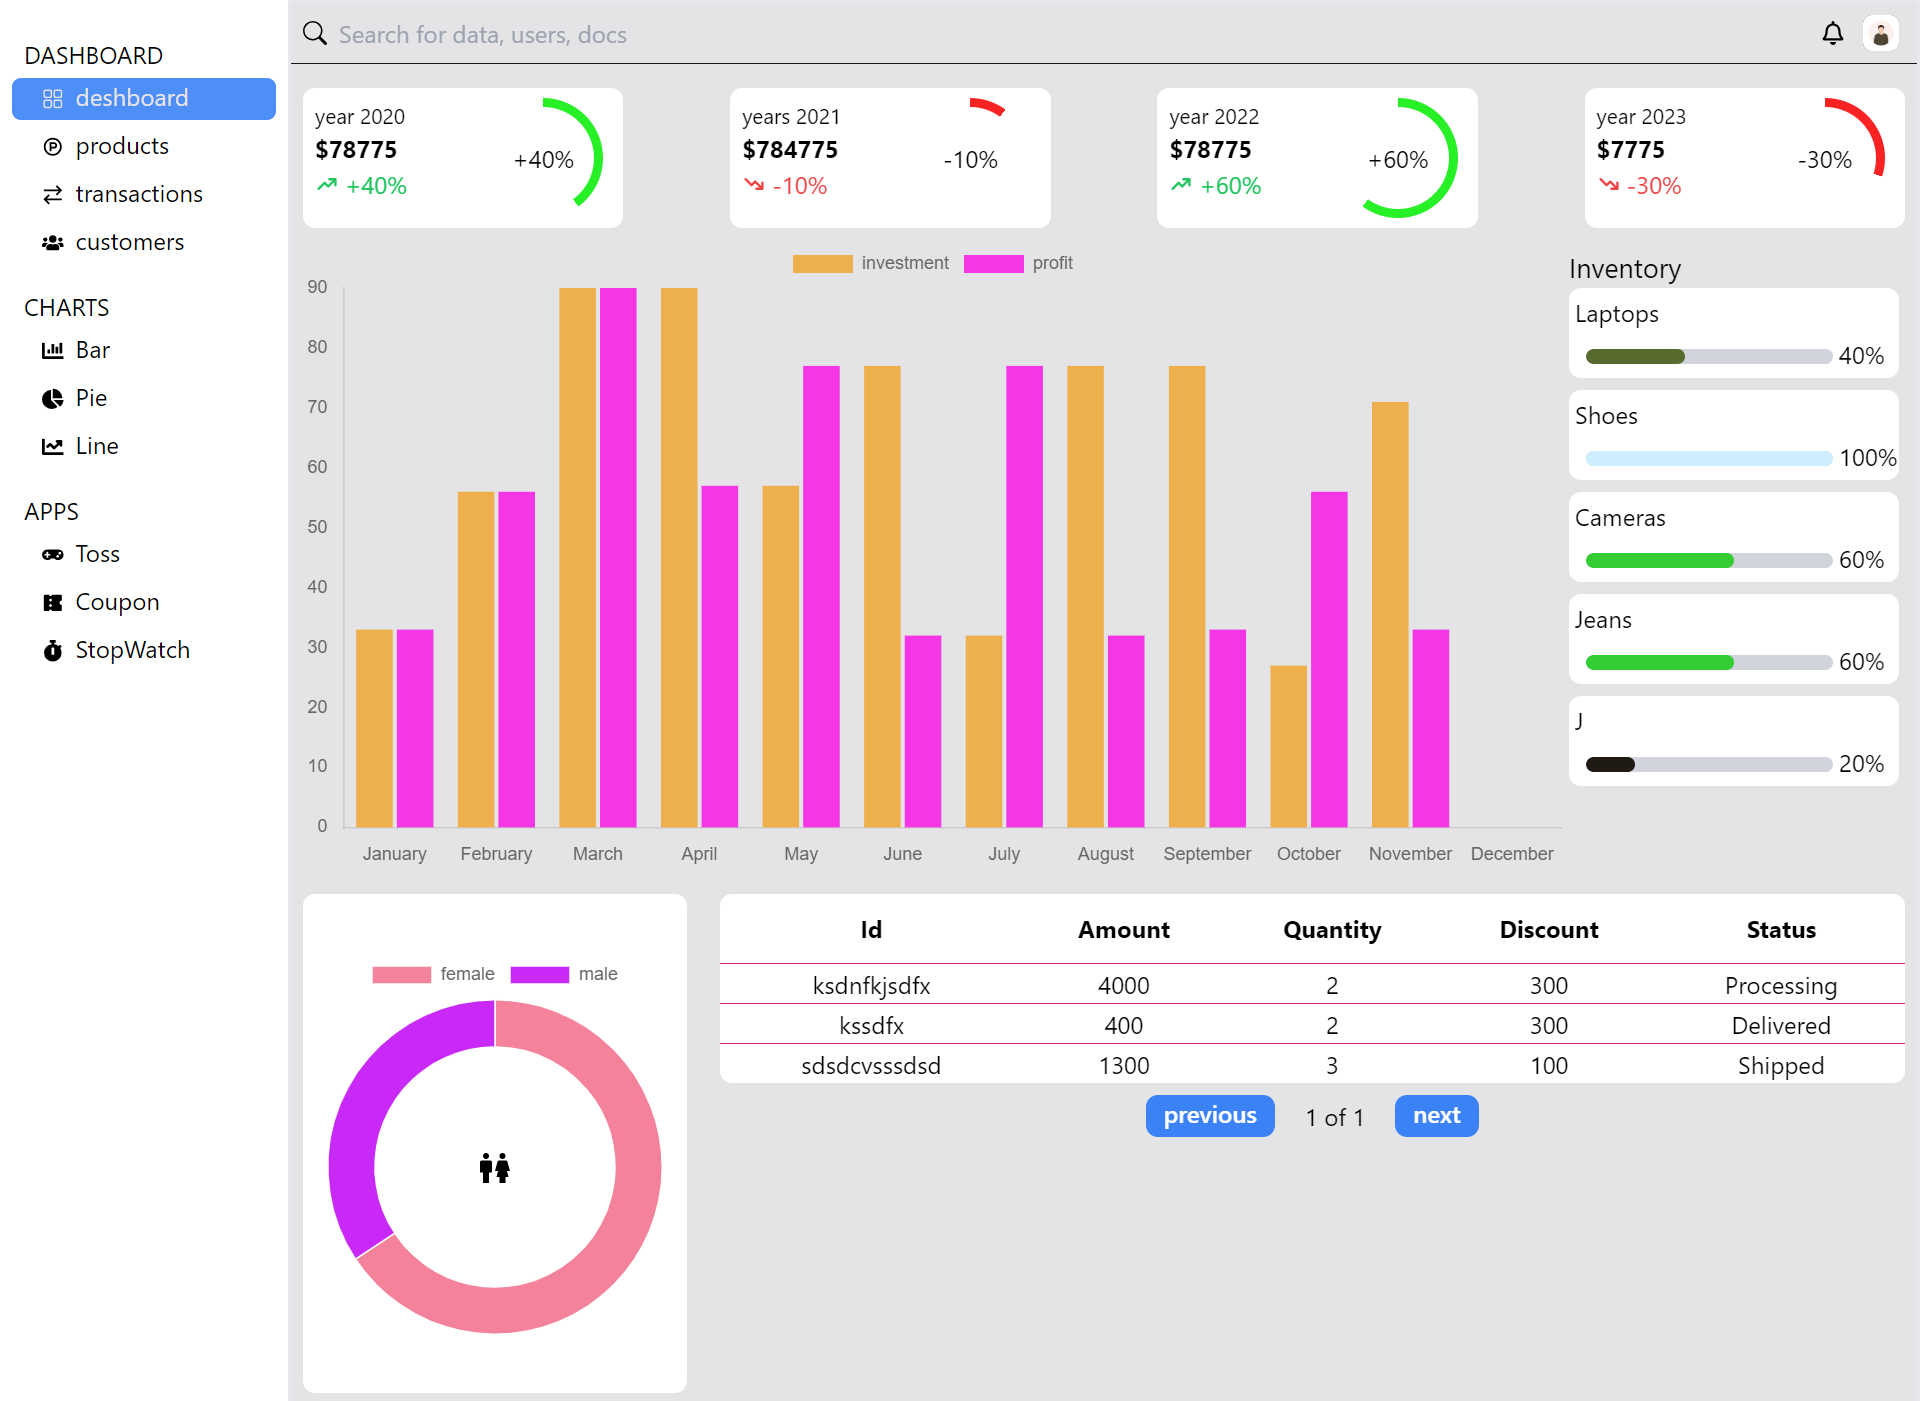 DASHBOARD
deshboard
products
transactions
customers
CHARTS
Bar
Pie
Line
APPS
Toss
Coupon
StopWatch
Search for data, users, docs
year 2020
$78775
+40%
+40%
years 2021
$784775
-10%
-10%
year 2022
$78775
+60%
+60%
year 2023
$7775
-30%
-30%
investment profit
90
80
70
60
50
40
30
20
10
0
January February March April May June July August September October November December
Inventory
Laptops
40%
Shoes
100%
Cameras
60%
Jeans
60%
J
20%
female male
Id Amount Quantity Discount Status
ksdnfkjsdfx 4000 2 300 Processing
kssdfx 400 2 300 Delivered
sdsdcvsssdsd 1300 3 100 Shipped
previous 1 of 1 next